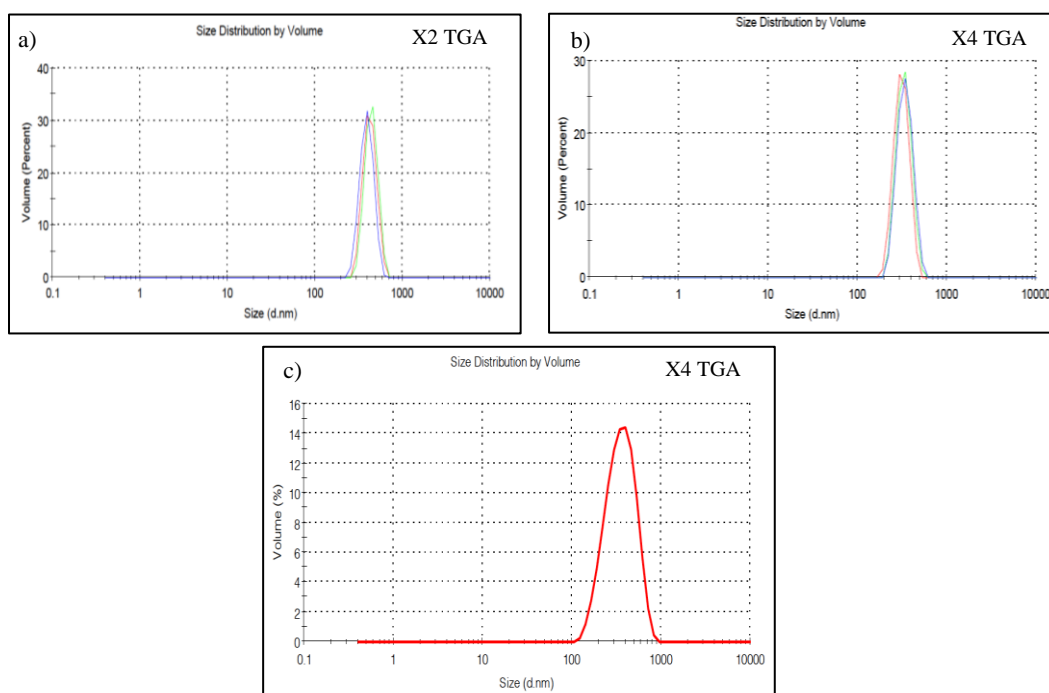 a)
Size Distribution by Volume
X2 TGA
Volume (Percent)
40
30
20
10
0
0.1 1 10 100 1000 10000
Size (d.nm)
b)
Size Distribution by Volume
X4 TGA
Volume (Percent)
30
20
10
0
0.1 1 10 100 1000 10000
Size (d.nm)
c)
Size Distribution by Volume
X4 TGA
Volume (%)
16
14
12
10
8
6
4
2
0
0.1 1 10 100 1000 10000
Size (d.nm)